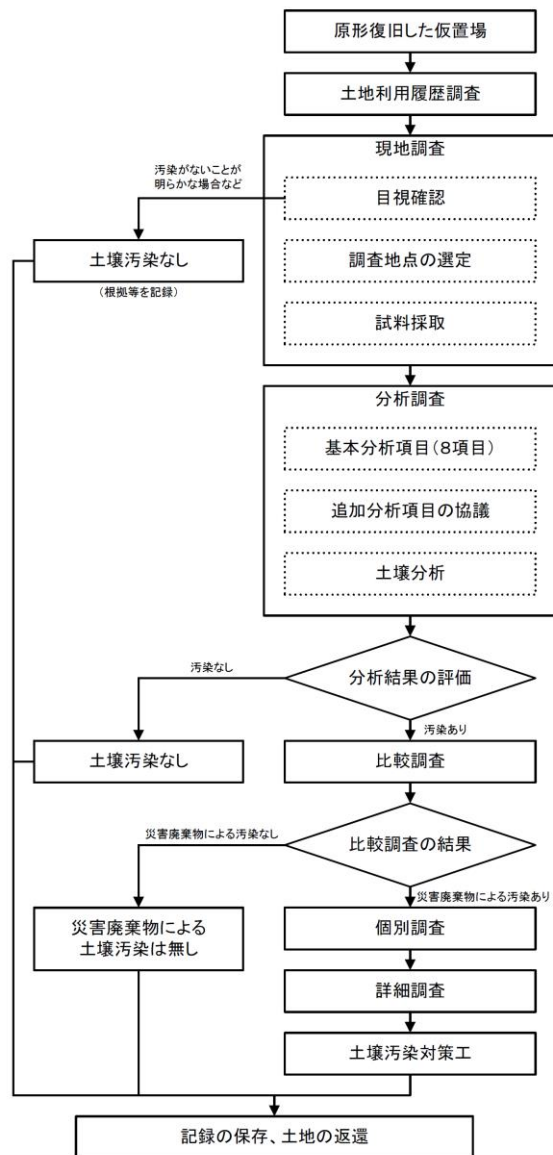 原形復旧した仮置場
土地利用履歴調査
現地調査
汚染がないことが
明らかな場合など
目視確認
土壌汚染なし
(根拠等を記録)
調査地点の選定
試料採取
分析調査
基本分析項目(8項目)
追加分析項目の協議
土壌分析
汚染なし
分析結果の評価
汚染あり
土壌汚染なし
比較調査
災害廃棄物による汚染なし
比較調査の結果
災害廃棄物による汚染あり
災害廃棄物による
土壌汚染は無し
個別調査
詳細調査
土壌汚染対策工
記録の保存、土地の返還